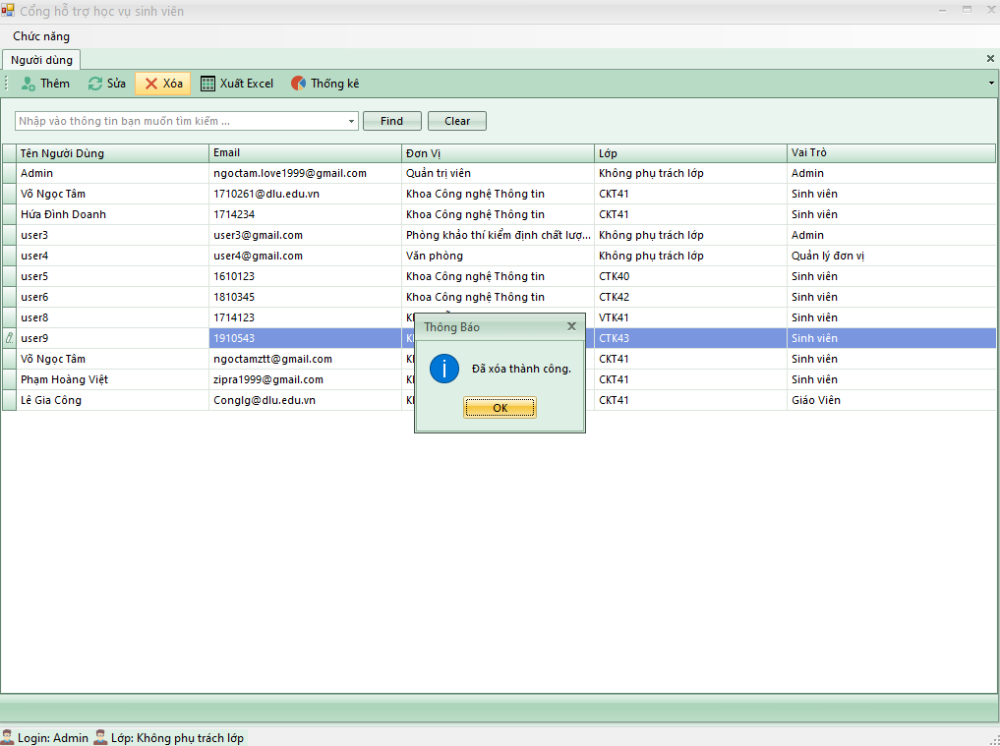 Cổng hỗ trợ học vụ sinh viên
Chức năng
Người dùng
Thêm Sửa Xóa Xuất Excel Thống kê
Nhập vào thông tin bạn muốn tìm kiếm ... Find Clear
Tên Người Dùng Email Đơn Vị Lớp Vai Trò
Admin ngoctam.love1999@gmail.com Quản trị viên Không phụ trách lớp Admin
Võ Ngọc Tâm 1710261@dlu.edu.vn Khoa Công nghệ Thông tin CKT41 Sinh viên
Hứa Đình Doanh 1714234 Khoa Công nghệ Thông tin CKT41 Sinh viên
user3 user3@gmail.com Phòng khảo thí kiểm định chất lượ... Không phụ trách lớp Admin
user4 user4@gmail.com Văn phòng Không phụ trách lớp Quản lý đơn vị
user5 1610123 Khoa Công nghệ Thông tin CTK40 Sinh viên
user6 1810345 Khoa Công nghệ Thông tin CTK42 Sinh viên
user8 1714123 VTK41 Sinh viên
user9 1910543 CTK43 Sinh viên
Võ Ngọc Tâm ngoctamztt@gmail.com CKT41 Sinh viên
Phạm Hoàng Việt zipra1999@gmail.com CKT41 Sinh viên
Lê Gia Công Conglg@dlu.edu.vn CKT41 Giáo Viên
Thông Báo
Đã xóa thành công.
OK
Login: Admin Lớp: Không phụ trách lớp